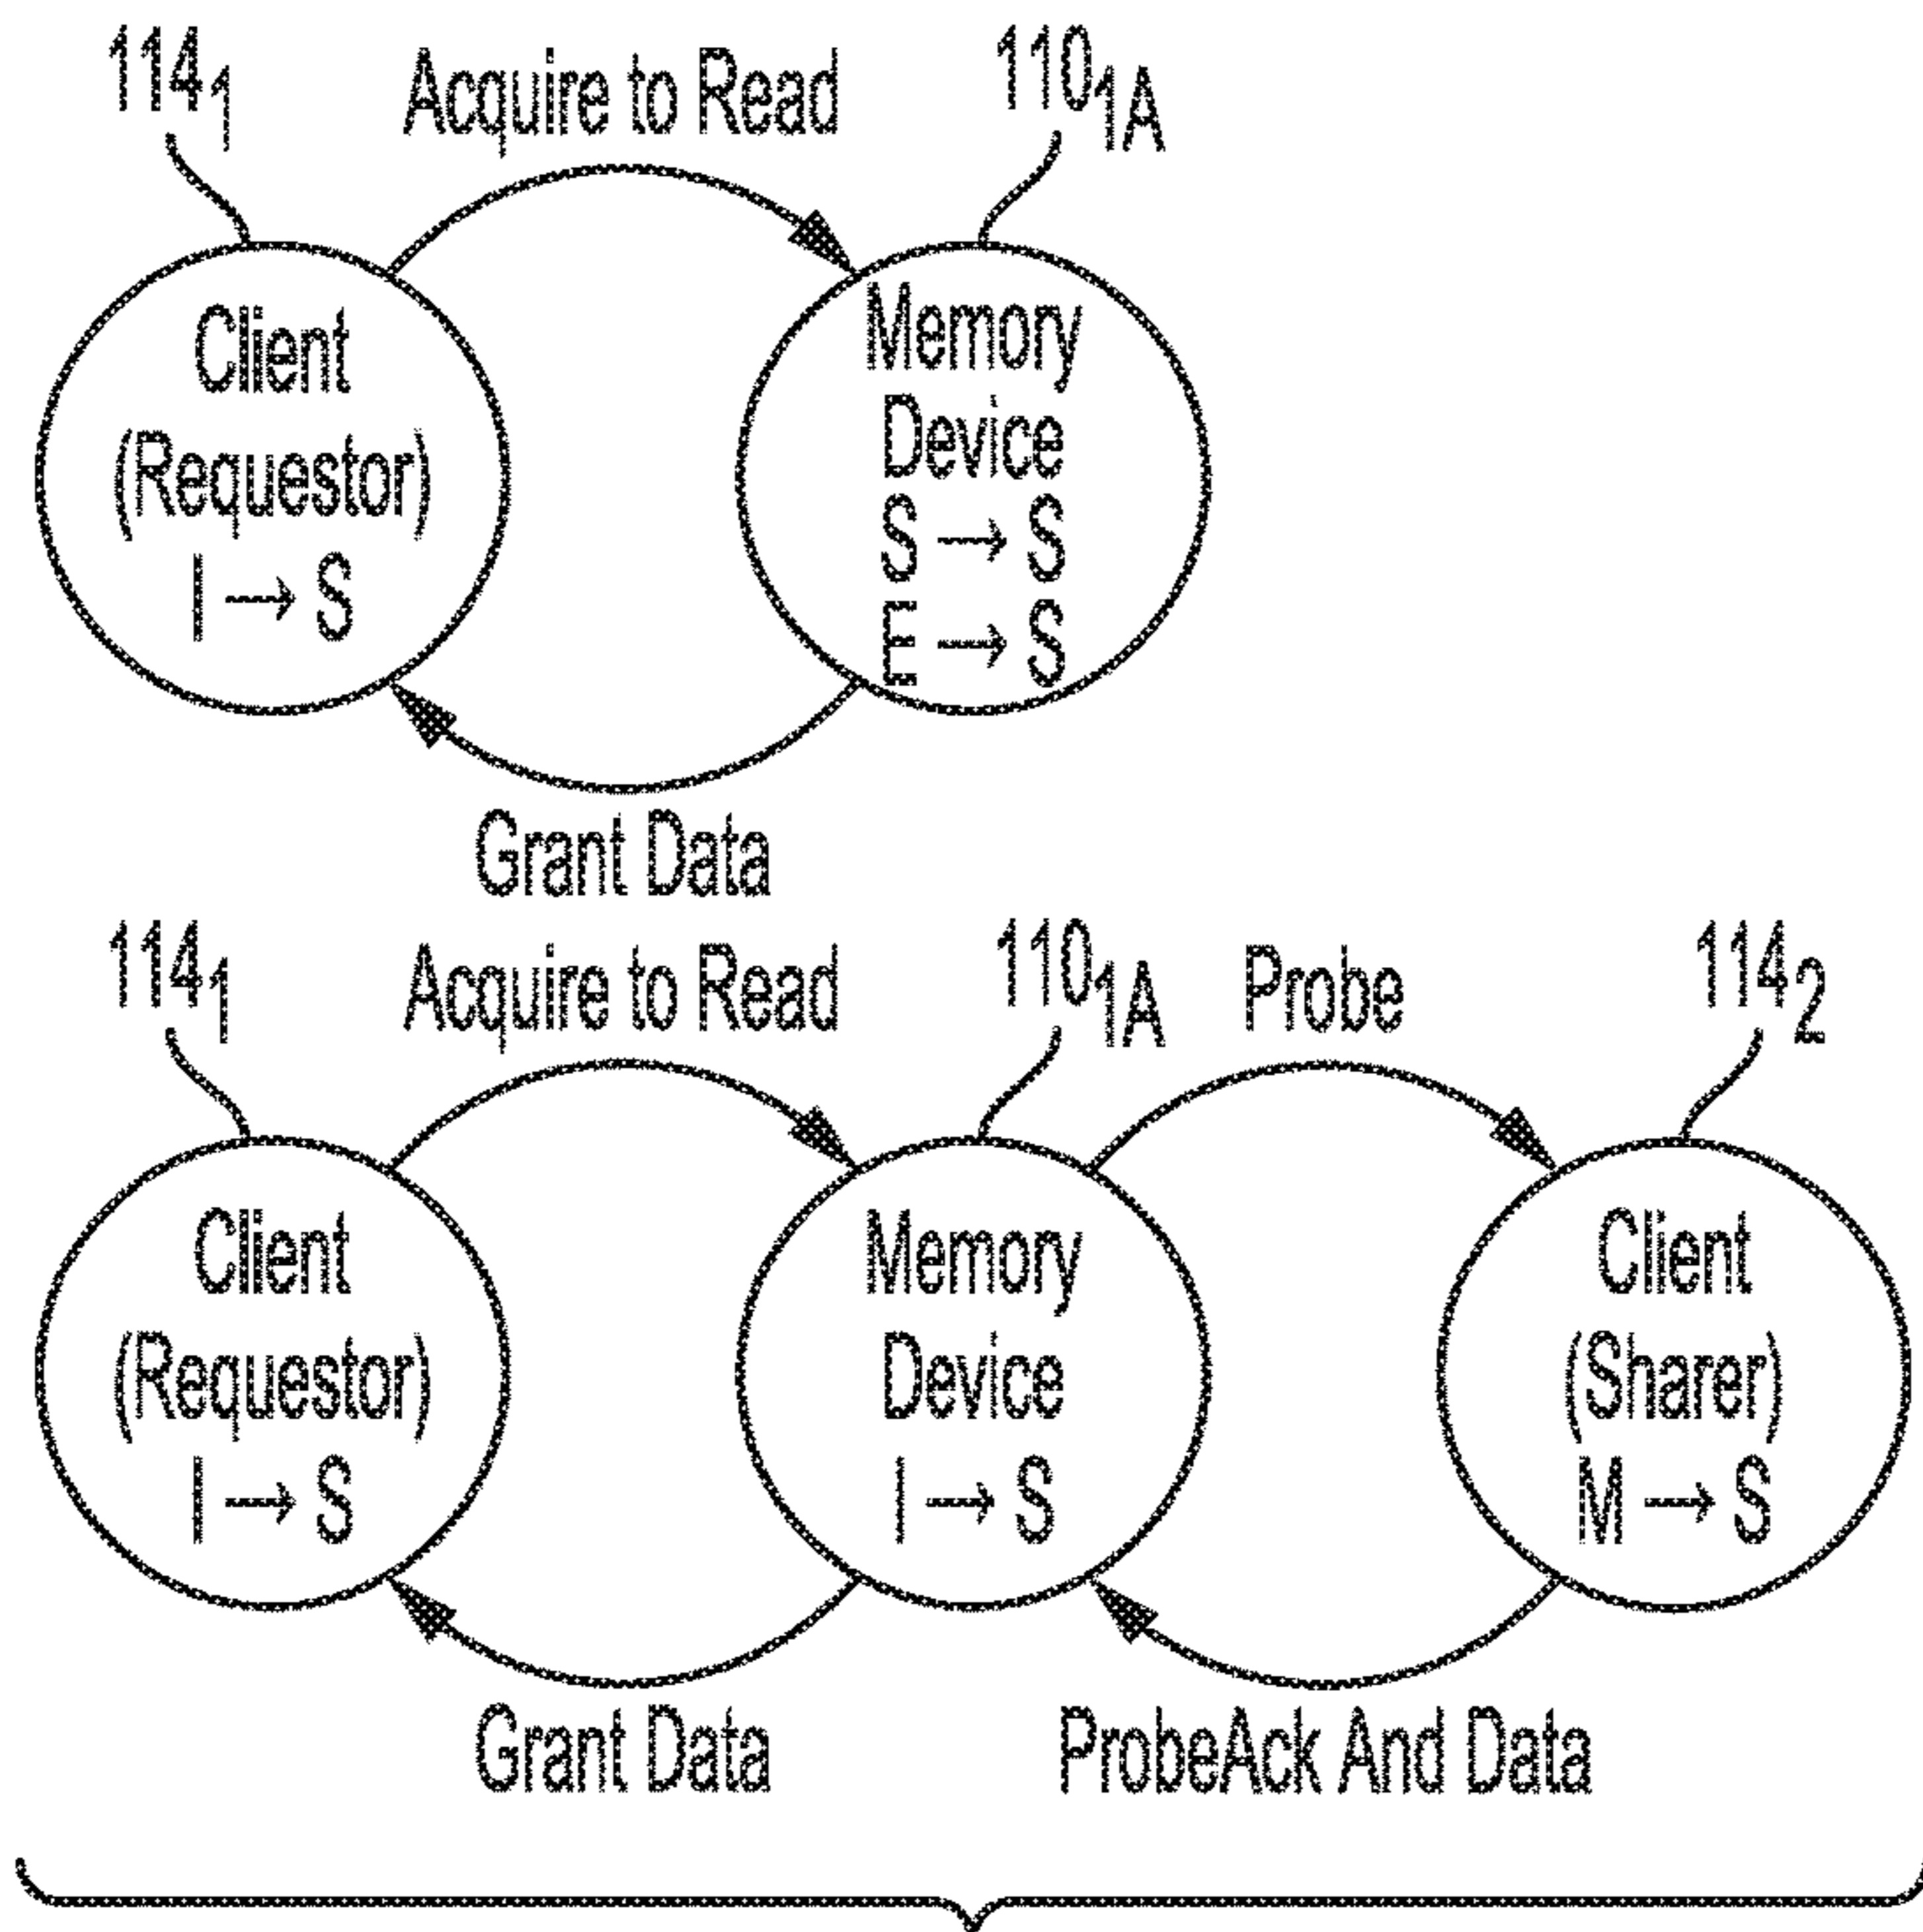 114₁ Acquire to Read 110₁A
Client
(Requestor)
I → S
Memory
Device
S → S
E → S
Grant Data
114₁ Acquire to Read 110₁A Probe 114₂
Client
(Requestor)
I → S
Memory
Device
I → S
Client
(Sharer)
M → S
Grant Data ProbeAck And Data